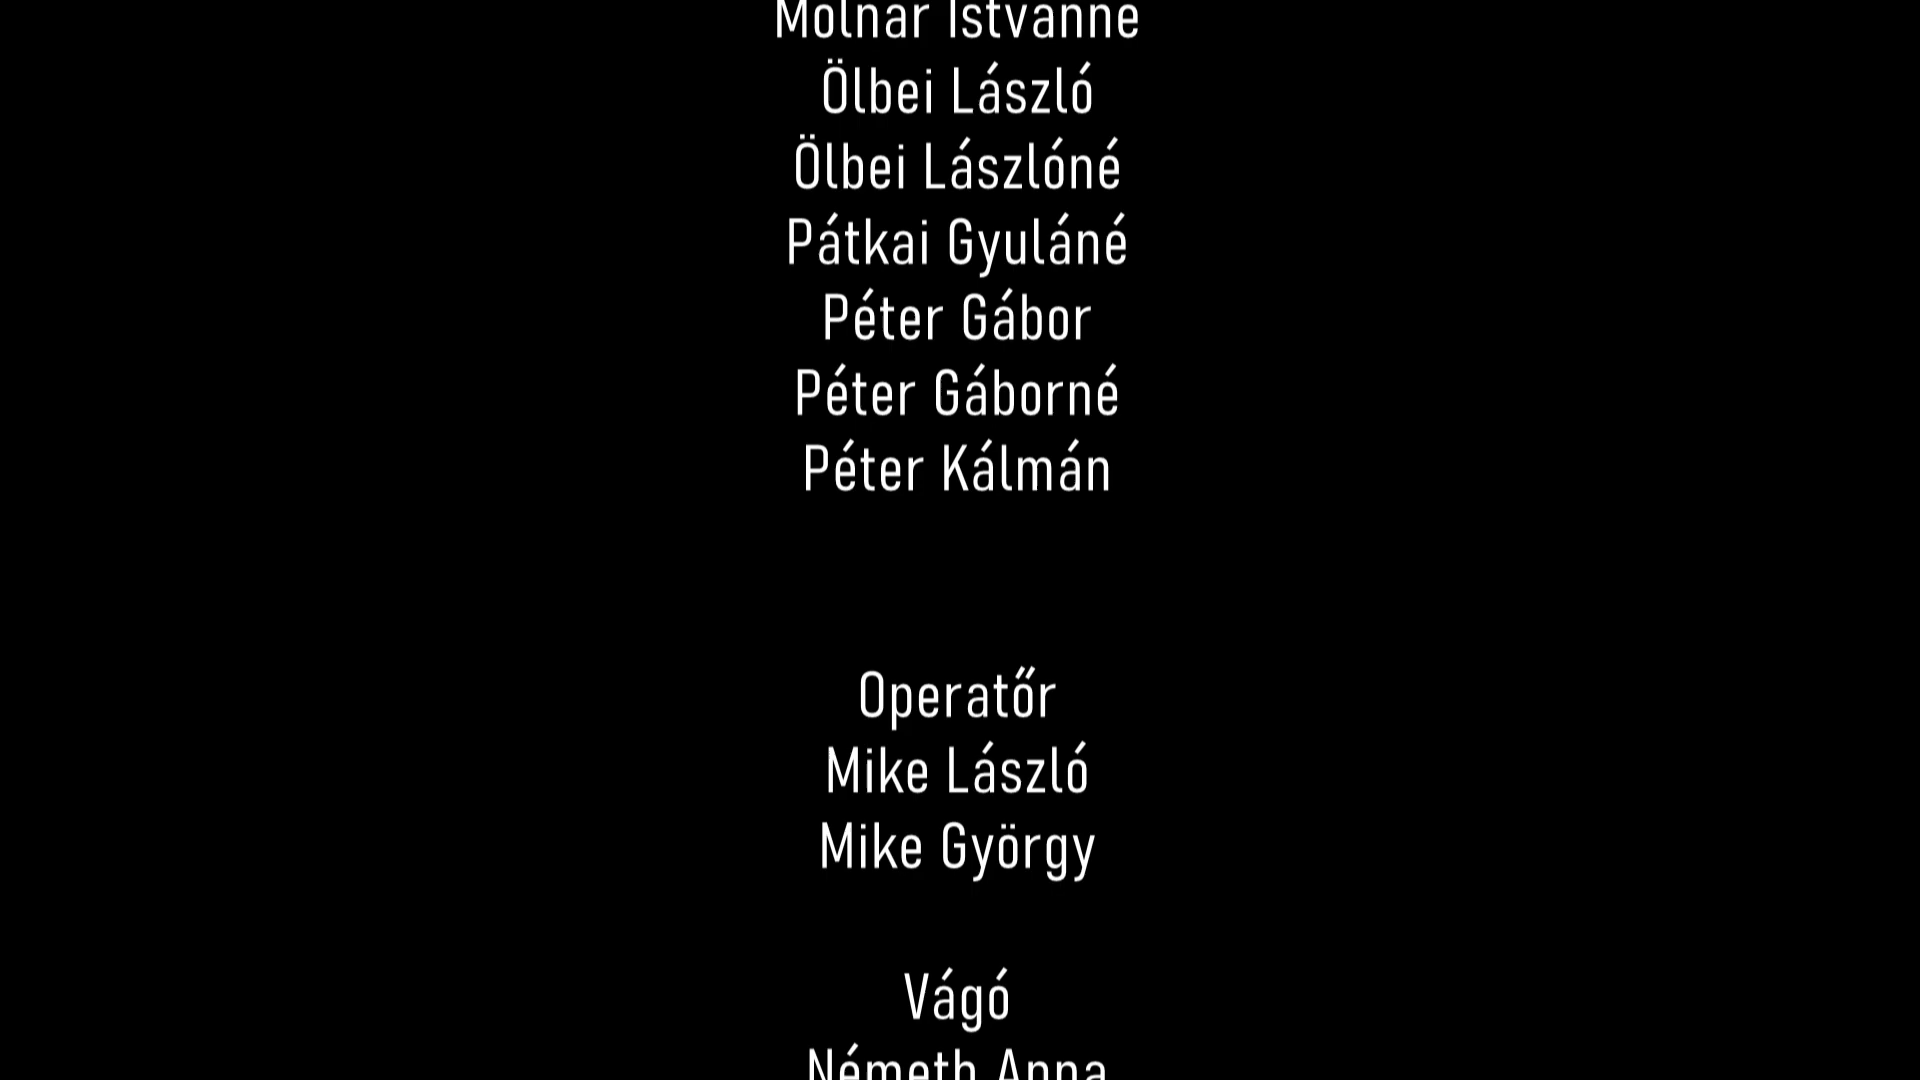 Molnár Istvánné
Ölbei László
Ölbei Lászlóné
Pátkai Gyuláné
Péter Gábor
Péter Gáborné
Péter Kálmán
Operatőr
Mike László
Mike György
Vágó
Németh Anna